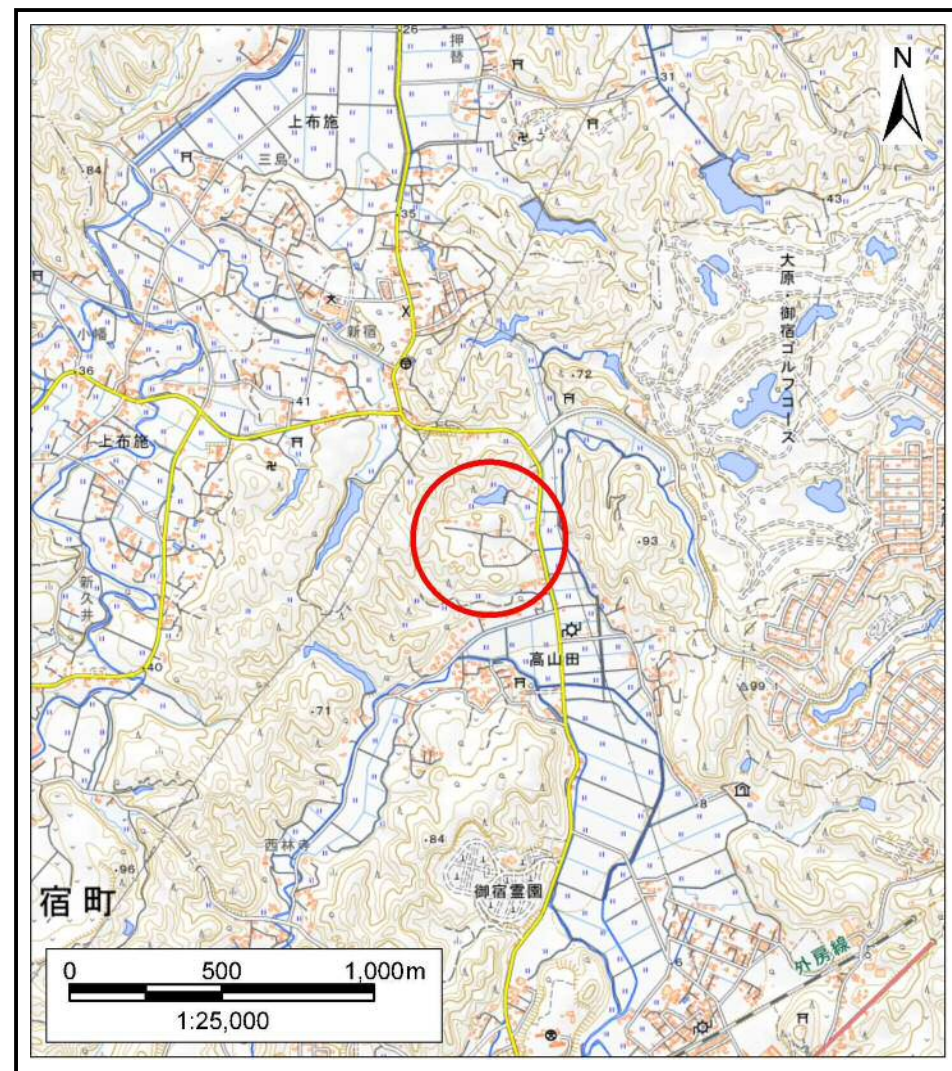 26
押替
N
31
上布施
三島
84
43
35
大原・御宿ゴルフコース
新宿
小幡
36
72
41
上布施
93
新久井
高山田
40
99
71
8
84
西林寺
96
御宿霊園
宿町
6
外房線
0 500 1,000m
1:25,000